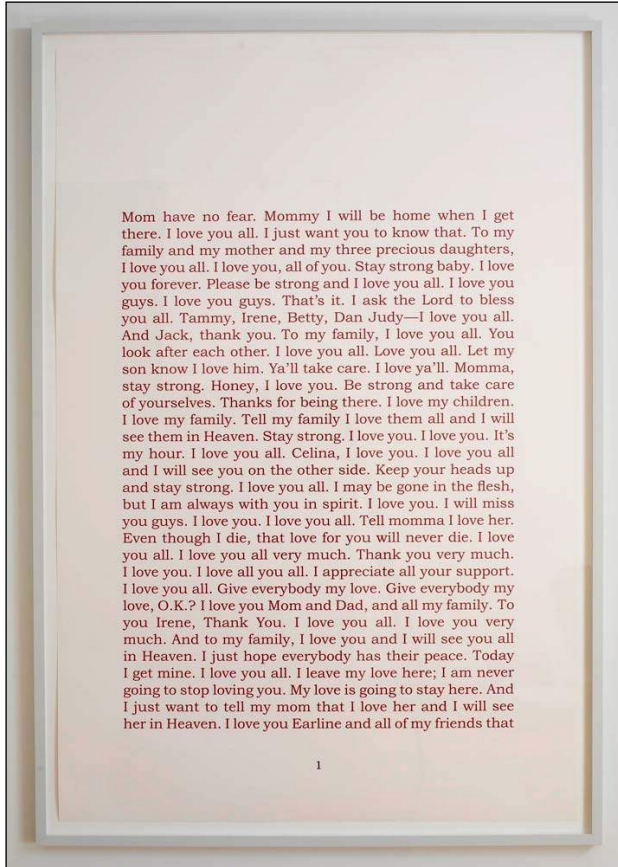 Mom have no fear. Mommy I will be home when I get
there. I love you all. I just want you to know that. To my
family and my mother and my three precious daughters,
I love you all. I love you, all of you. Stay strong baby. I love
you forever. Please be strong and I love you all. I love you
guys. I love you guys. That's it. I ask the Lord to bless
you all. Tammy, Irene, Betty, Dan Judy—I love you all.
And Jack, thank you. To my family, I love you all. You
look after each other. I love you all. Love you all. Let my
son know I love him. Ya'll take care. I love ya'll. Momma,
stay strong. Honey, I love you. Be strong and take care
of yourselves. Thanks for being there. I love my children.
I love my family. Tell my family I love them all and I will
see them in Heaven. Stay strong. I love you. I love you. It's
my hour. I love you all. Celina, I love you. I love you all
and I will see you on the other side. Keep your heads up
and stay strong. I love you all. I may be gone in the flesh,
but I am always with you in spirit. I love you. I will miss
you guys. I love you. I love you all. Tell momma I love her.
Even though I die, that love for you will never die. I love
you all. I love you all very much. Thank you very much.
I love you. I love all you all. I appreciate all your support.
I love you all. Give everybody my love. Give everybody my
love, O.K.? I love you Mom and Dad, and all my family. To
you Irene, Thank You. I love you all. I love you very
much. And to my family, I love you and I will see you all
in Heaven. I just hope everybody has their peace. Today
I get mine. I love you all. I leave my love here; I am never
going to stop loving you. My love is going to stay here. And
I just want to tell my mom that I love her and I will see
her in Heaven. I love you Earline and all of my friends that
1